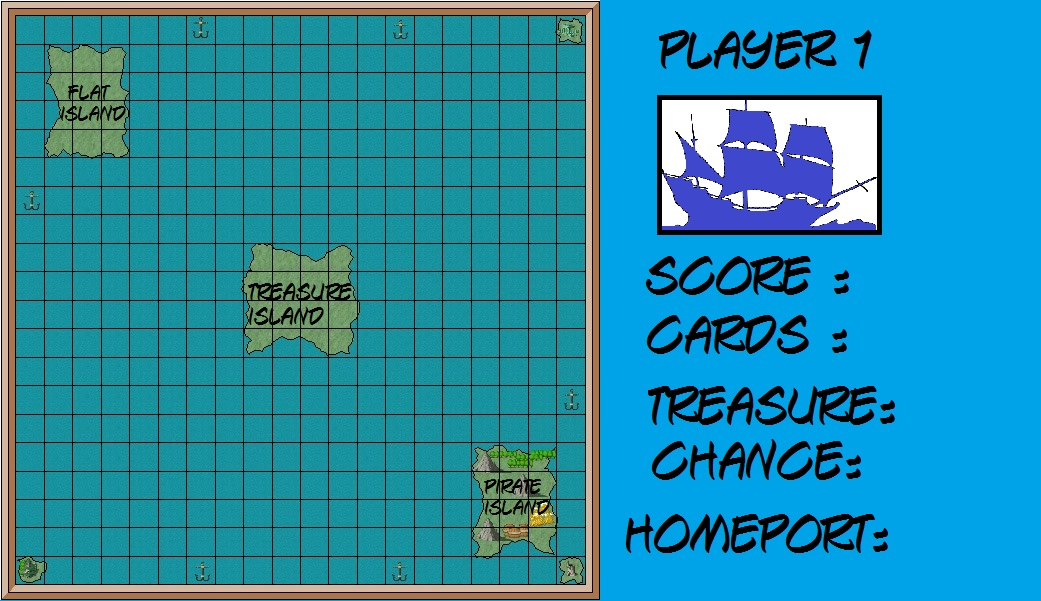 FLAT
ISLAND
TREASURE
ISLAND
PIRATE
ISLAND
PLAYER 1
SCORE :
CARDS :
TREASURE:
CHANCE:
HOMEPORT: